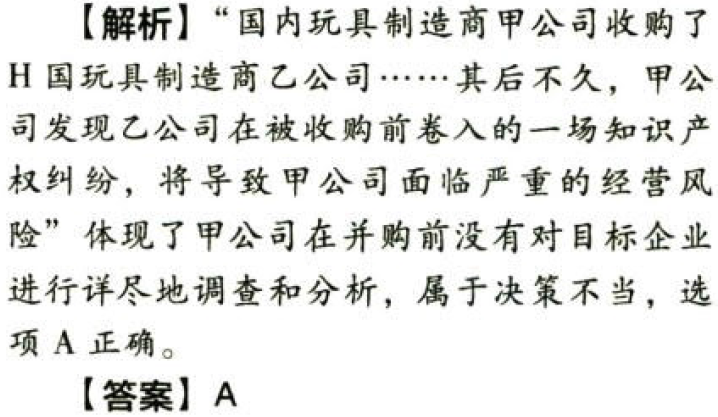 【解析】“国内玩具制造商甲公司收购了
H 国玩具制造商乙公司……其后不久，甲公
司发现乙公司在被收购前卷入的一场知识产
权纠纷，将导致甲公司面临严重的经营风
险”体现了甲公司在并购前没有对目标企业
进行详尽地调查和分析，属于决策不当，选
项 A 正确。
【答案】A